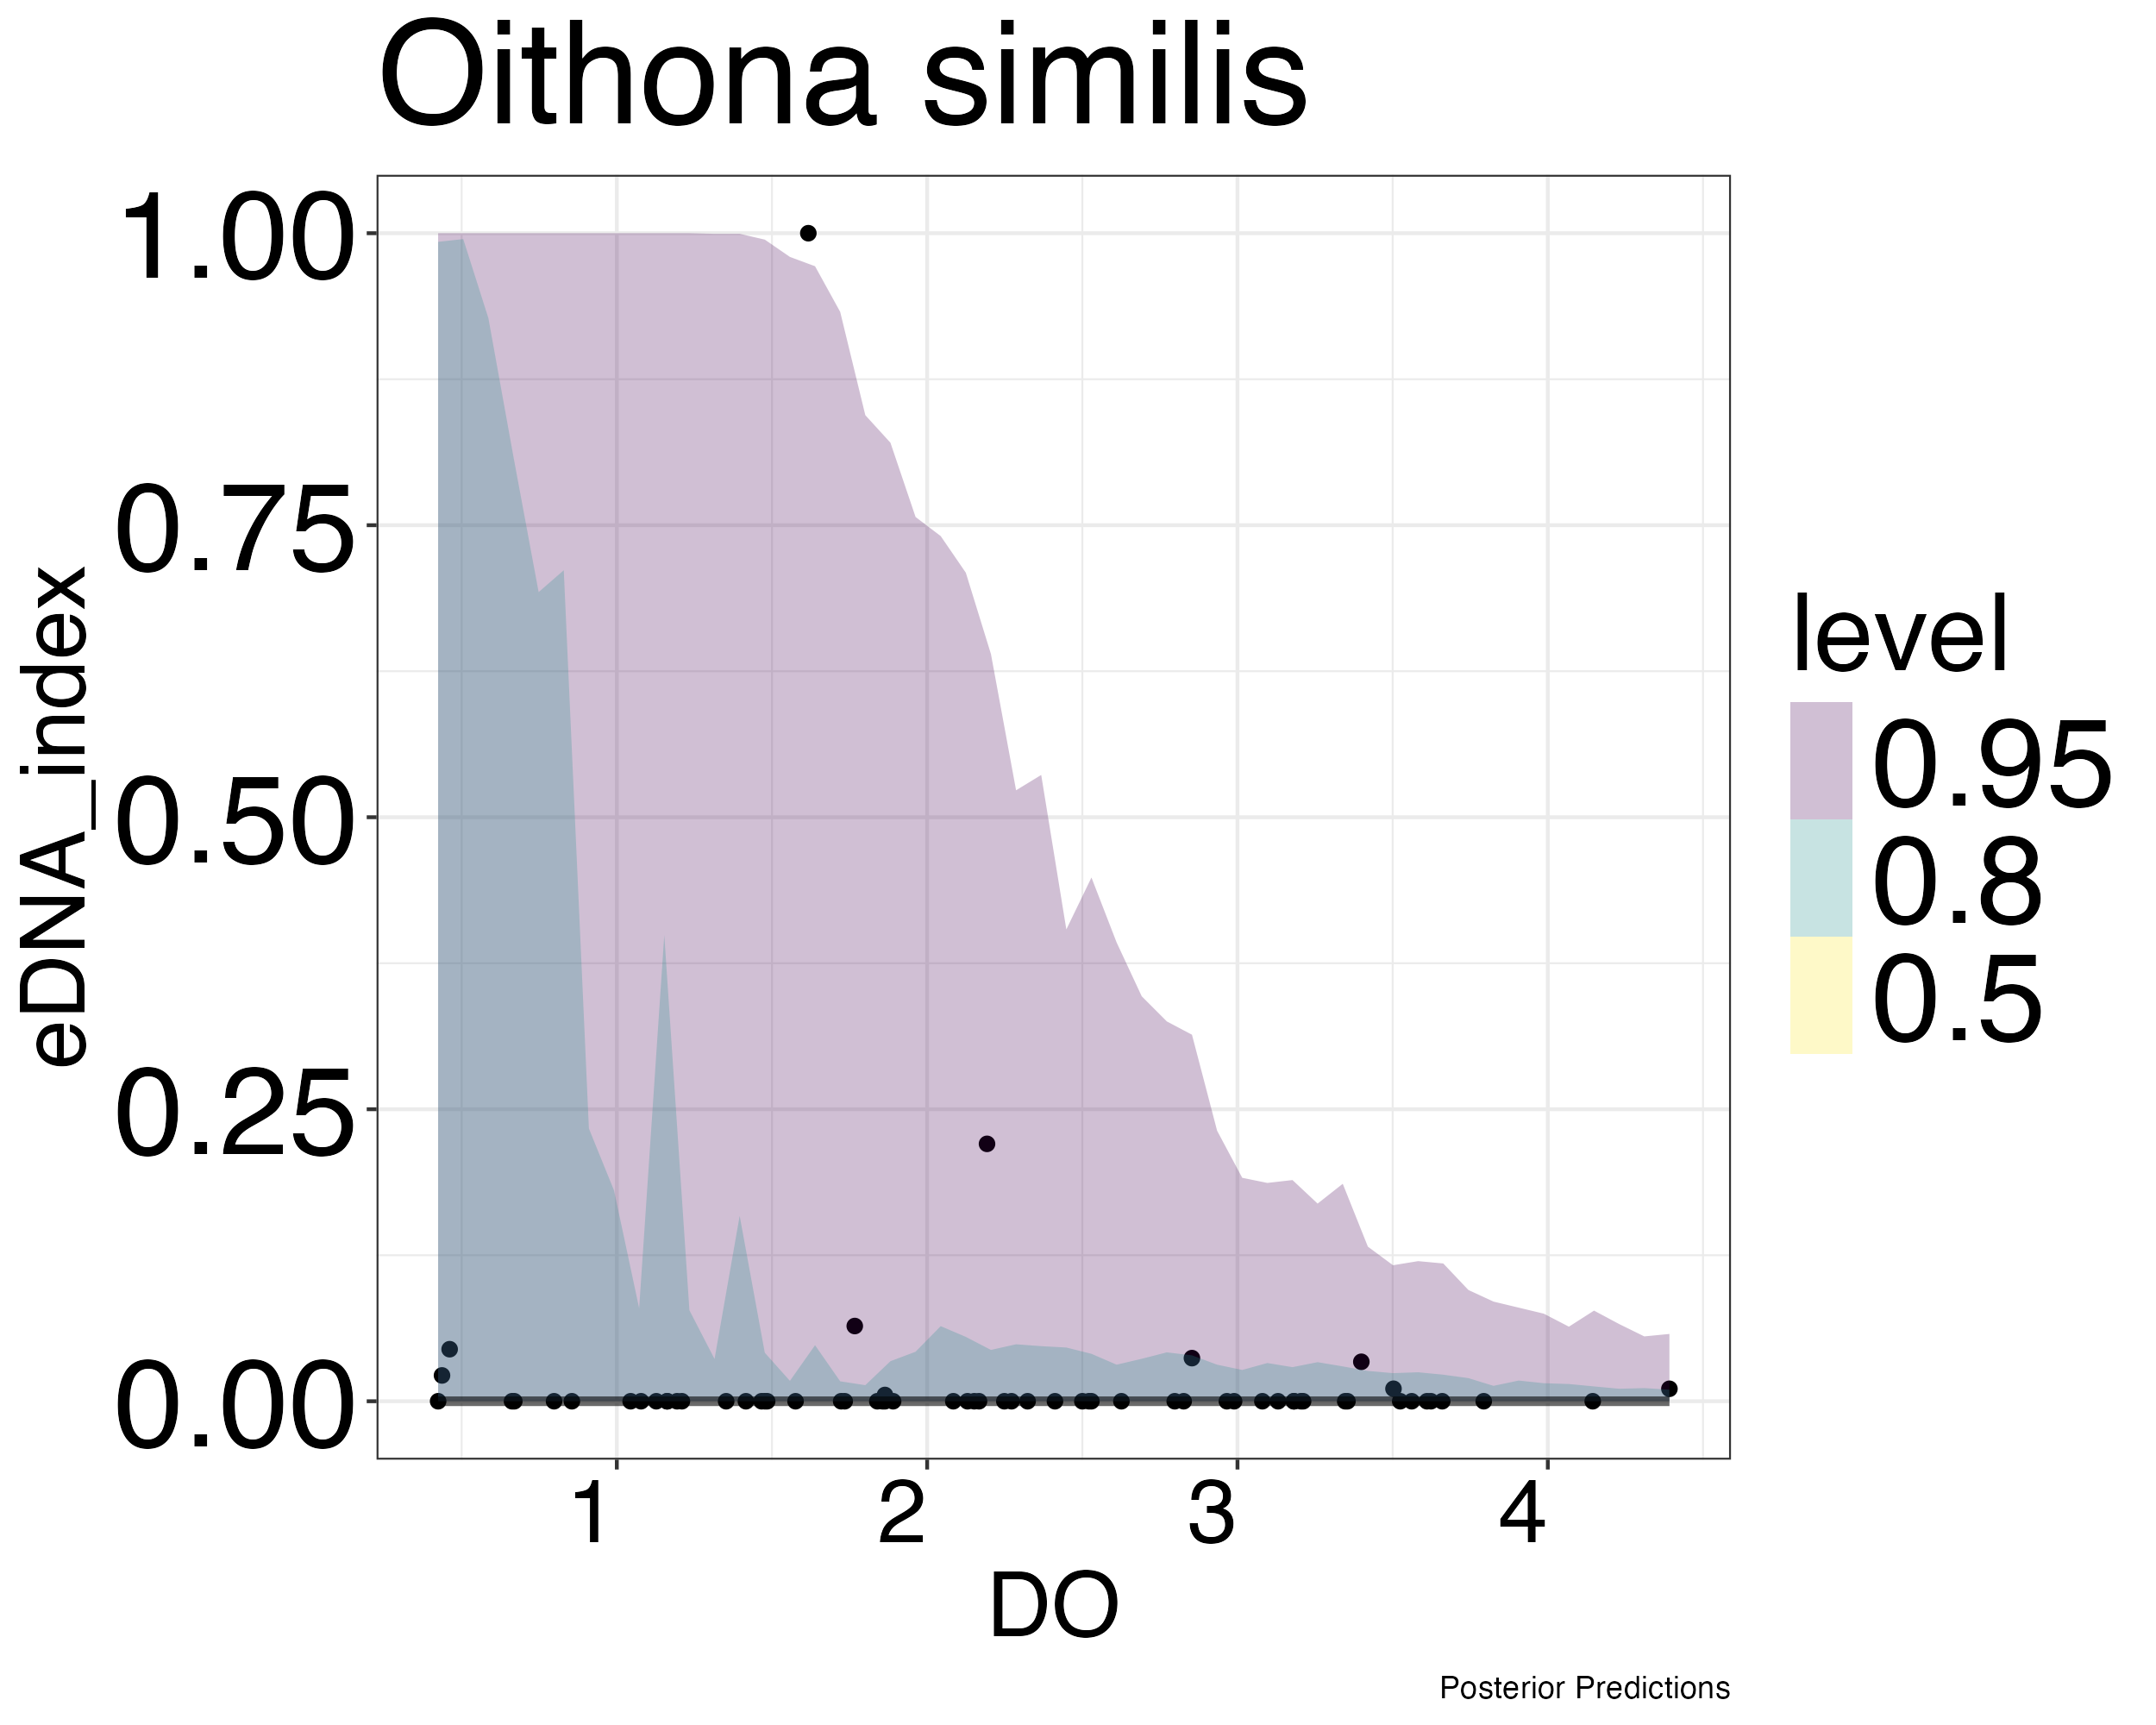 Oithona similis
eDNA_index
1.00
0.75
0.50
0.25
0.00
1 2 3 4
DO
level
0.95
0.8
0.5
Posterior Predictions